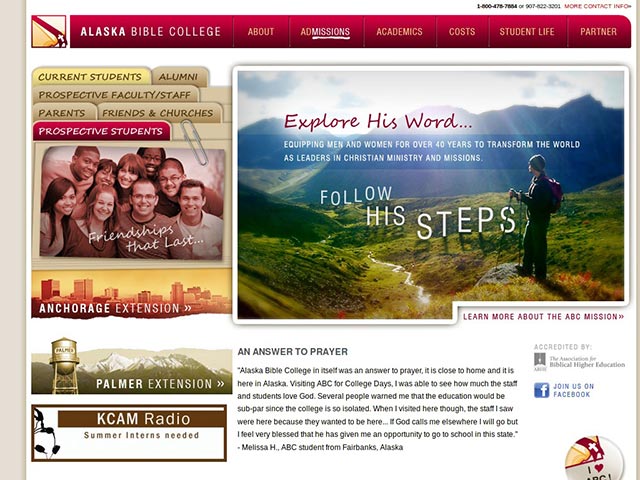 1-800-478-7884 or 907-822-3201 MORE CONTACT INFO»
ALASKA BIBLE COLLEGE
ABOUT
ADMISSIONS
ACADEMICS
COSTS
STUDENT LIFE
PARTNER
CURRENT STUDENTS
ALUMNI
PROSPECTIVE FACULTY/STAFF
PARENTS
FRIENDS & CHURCHES
PROSPECTIVE STUDENTS
Friendships
that Last...
ANCHORAGE EXTENSION »
Explore His Word...
EQUIPPING MEN AND WOMEN FOR OVER 40 YEARS TO TRANSFORM THE WORLD
AS LEADERS IN CHRISTIAN MINISTRY AND MISSIONS.
FOLLOW
HIS STEPS
LEARN MORE ABOUT THE ABC MISSION»
PALMER
PALMER EXTENSION »
KCAM Radio
Summer Interns needed
AN ANSWER TO PRAYER
"Alaska Bible College in itself was an answer to prayer, it is close to home and it is
here in Alaska. Visiting ABC for College Days, I was able to see how much the staff
and students love God. Several people warned me that the education would be
sub-par since the college is so isolated. When I visited here though, the staff I saw
were here because they wanted to be here... If God calls me elsewhere I will go but
I feel very blessed that he has given me an opportunity to go to school in this state."
- Melissa H., ABC student from Fairbanks, Alaska
ACCREDITED BY:
ABHE
The Association for
Biblical Higher Education
JOIN US ON
FACEBOOK
I ♥
ABC!